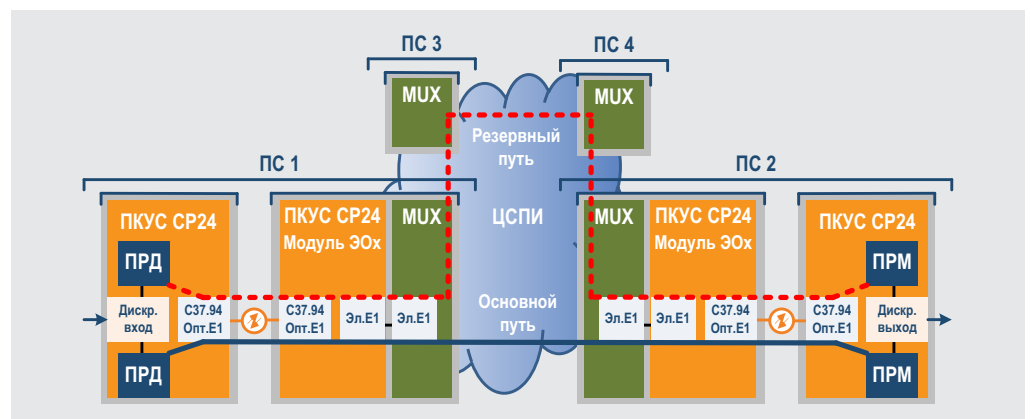 ПС 3
ПС 4
MUX
MUX
Резервный
путь
ПС 1
ПС 2
ПКУС СР24
ПКУС СР24
Модуль ЭОх
MUX
ЦСПИ
MUX
ПКУС СР24
Модуль ЭОх
ПКУС СР24
ПРД
ПРМ
Дискр.
вход
С37.94
Опт.Е1
С37.94
Опт.Е1
Эл.Е1
Эл.Е1
Основной
путь
Эл.Е1
Эл.Е1
С37.94
Опт.Е1
С37.94
Опт.Е1
Дискр.
выход
ПРД
ПРМ